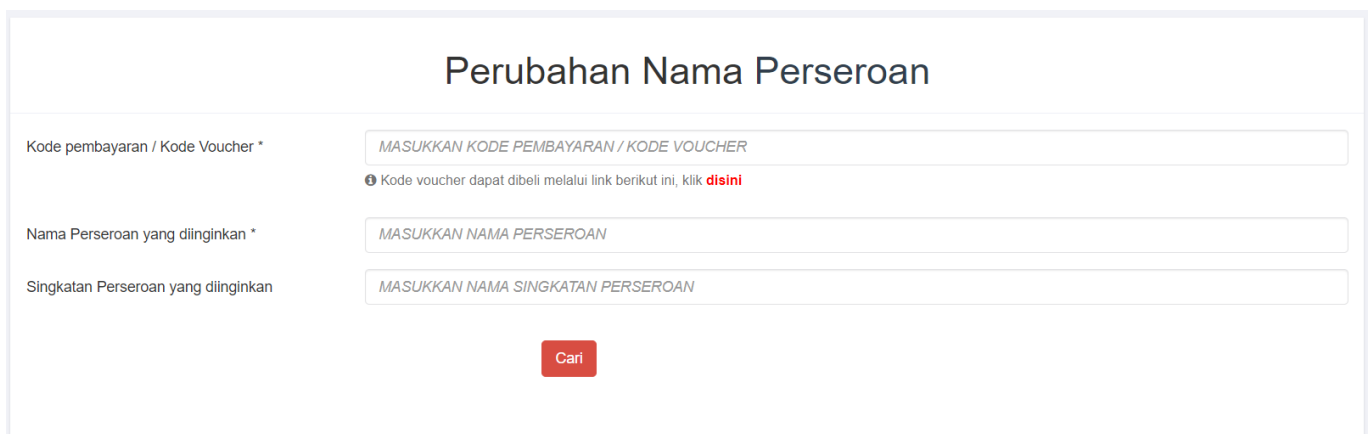 Perubahan Nama Perseroan
Kode pembayaran / Kode Voucher *
MASUKKAN KODE PEMBAYARAN / KODE VOUCHER
Kode voucher dapat dibeli melalui link berikut ini, klik disini
Nama Perseroan yang diinginkan *
MASUKKAN NAMA PERSEROAN
Singkatan Perseroan yang diinginkan
MASUKKAN NAMA SINGKATAN PERSEROAN
Cari